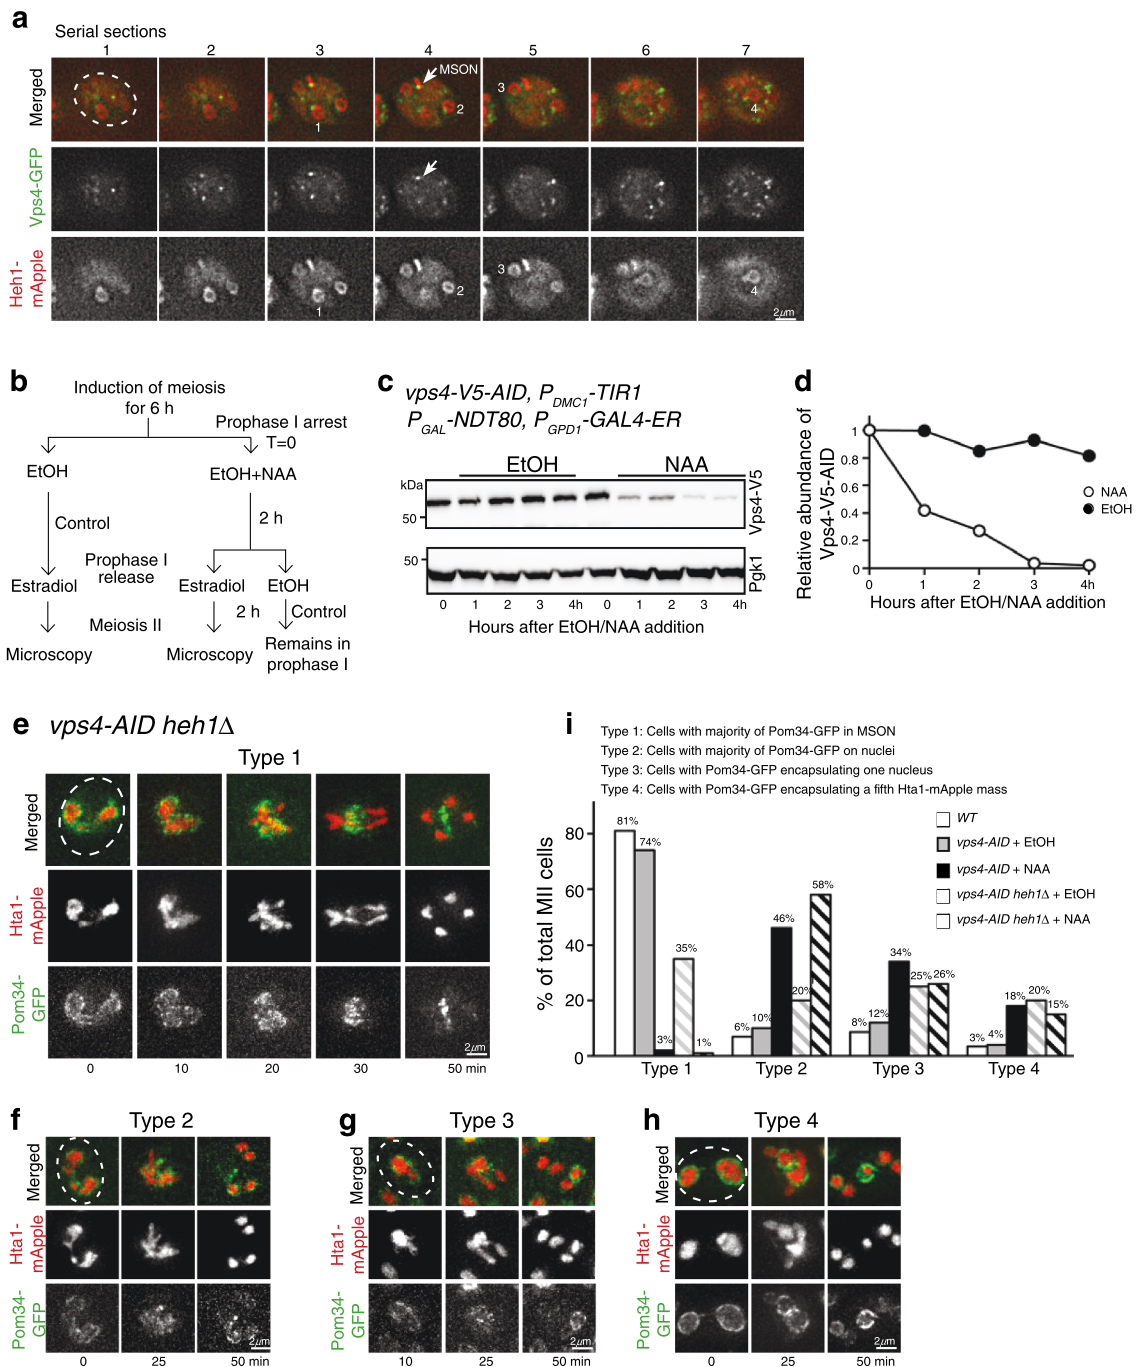 a
Serial sections
1 2 3 4 5 6 7
Merged
MSON
1
2
3
4
Vps4-GFP
Heh1-
mApple
1
2
3
4
2μm
b
Induction of meiosis
for 6 h
Prophase I arrest
T=0
EtOH
EtOH+NAA
Control
2 h
Prophase I
release
Estradiol
Estradiol
EtOH
2 h
Control
Meiosis II
Microscopy
Microscopy
Remains in
prophase I
c
vps4-V5-AID, P_DMC1-TIR1
P_GAL-NDT80, P_GPD1-GAL4-ER
EtOH
NAA
kDa
50
Vps4-V5
50
Pgk1
0 1 2 3 4h 0 1 2 3 4h
Hours after EtOH/NAA addition
d
Relative abundance of
Vps4-V5-AID
1
0.8
0.6
0.4
0.2
0
0 1 2 3 4h
Hours after EtOH/NAA addition
NAA
EtOH
e
vps4-AID heh1Δ
Type 1
Merged
Hta1-
mApple
Pom34-
GFP
2μm
0 10 20 30 50 min
i
Type 1: Cells with majority of Pom34-GFP in MSON
Type 2: Cells with majority of Pom34-GFP on nuclei
Type 3: Cells with Pom34-GFP encapsulating one nucleus
Type 4: Cells with Pom34-GFP encapsulating a fifth Hta1-mApple mass
% of total MII cells
80
60
40
20
0
81% 74% 3% 35% 1%
6% 10% 46% 20% 58%
8% 12% 34% 25% 26%
3% 4% 18% 20% 15%
Type 1 Type 2 Type 3 Type 4
WT
vps4-AID + EtOH
vps4-AID + NAA
vps4-AID heh1Δ + EtOH
vps4-AID heh1Δ + NAA
f
Type 2
Merged
Hta1-
mApple
Pom34-
GFP
2μm
0 25 50 min
g
Type 3
Merged
Hta1-
mApple
Pom34-
GFP
2μm
10 25 50 min
h
Type 4
Merged
Hta1-
mApple
Pom34-
GFP
2μm
0 25 50 min